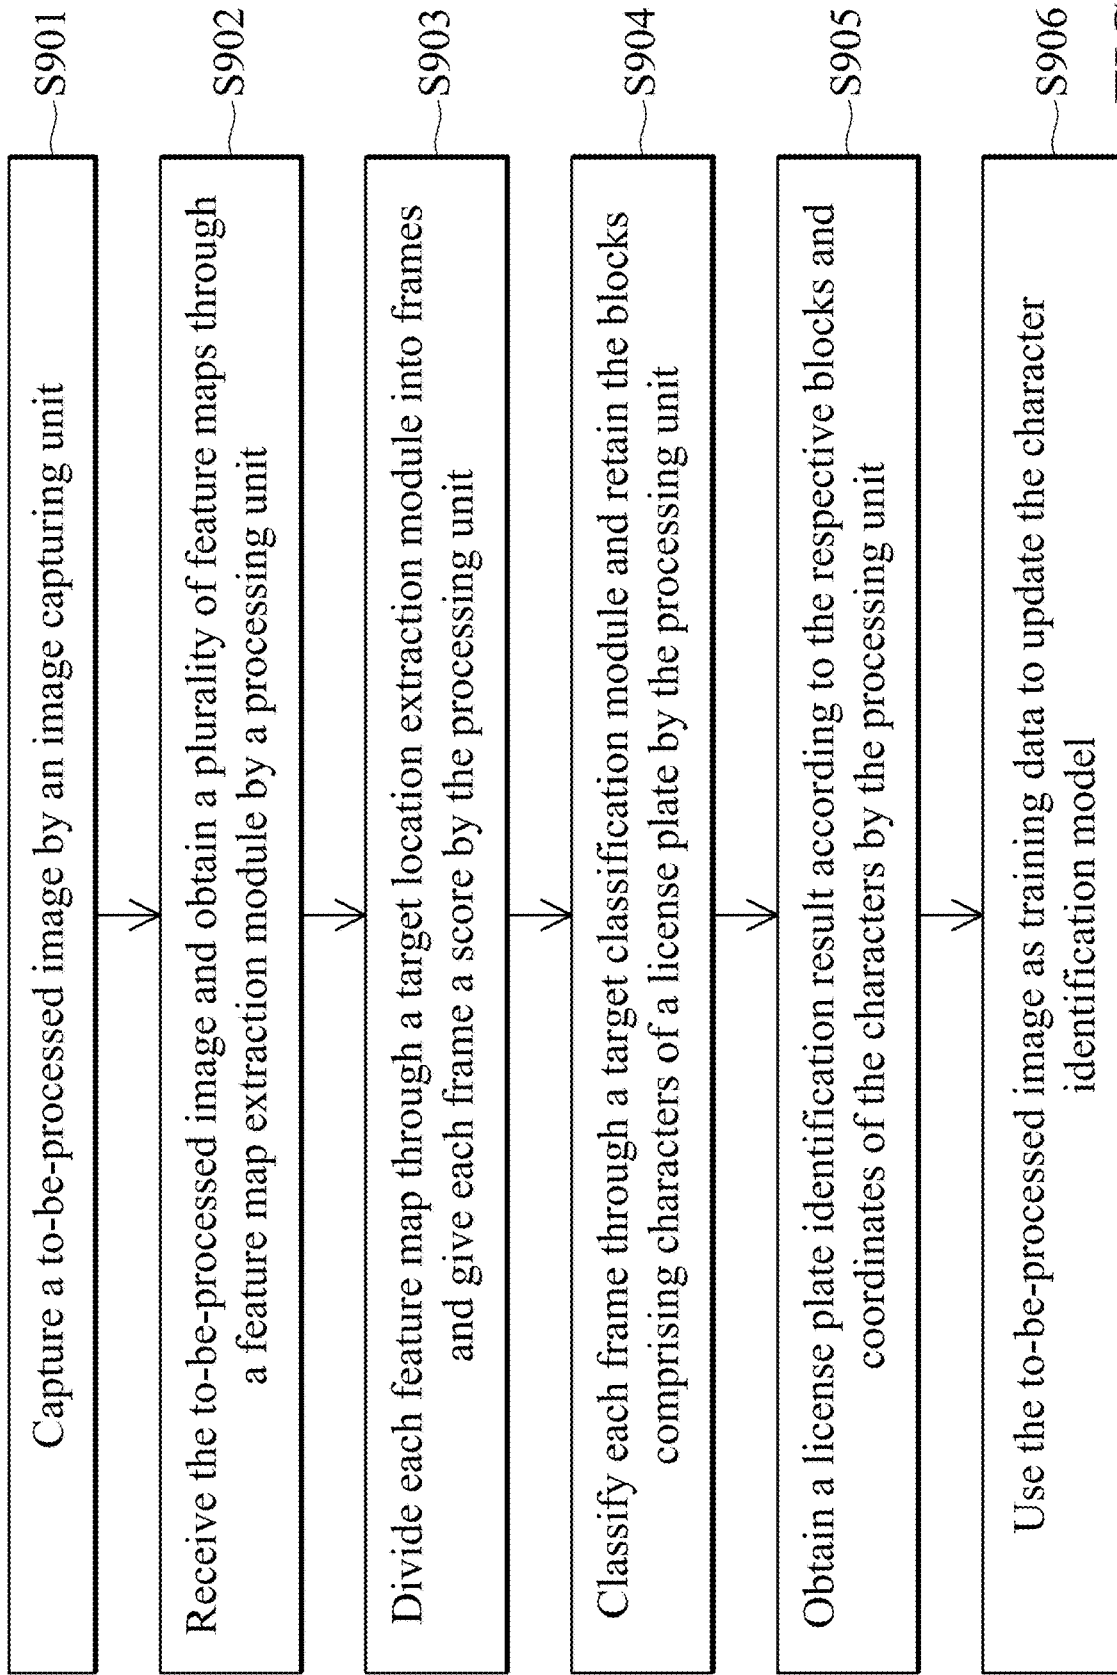 Capture a to-be-processed image by an image capturing unit
S901
Receive the to-be-processed image and obtain a plurality of feature maps through
a feature map extraction module by a processing unit
S902
Divide each feature map through a target location extraction module into frames
and give each frame a score by the processing unit
S903
Classify each frame through a target classification module and retain the blocks
comprising characters of a license plate by the processing unit
S904
Obtain a license plate identification result according to the respective blocks and
coordinates of the characters by the processing unit
S905
Use the to-be-processed image as training data to update the character
identification model
S906